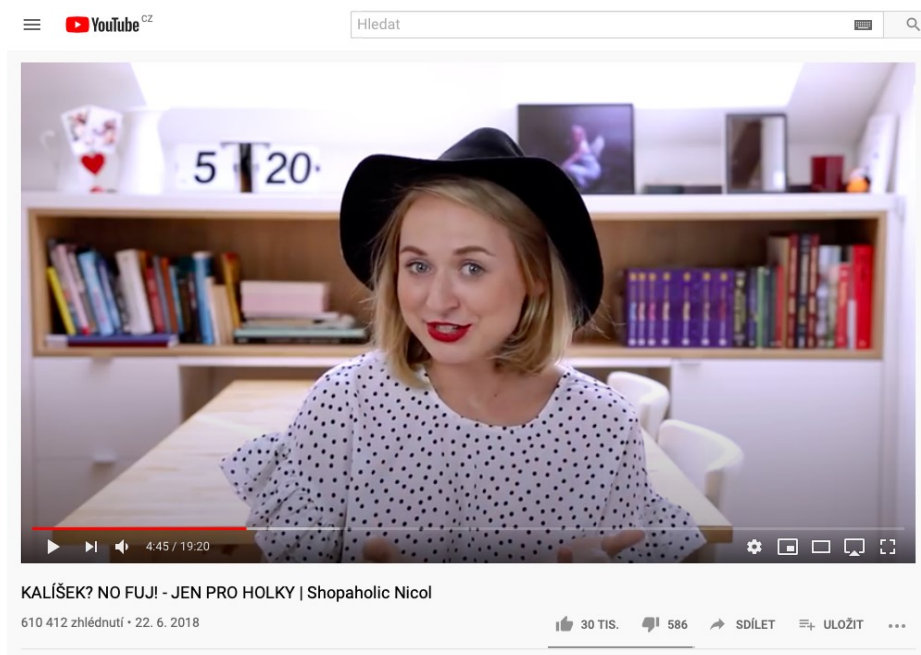 YouTube CZ
Hledat
5 20
4:45 / 19:20
KALÍŠEK? NO FUJ! - JEN PRO HOLKY | Shopaholic Nicol
610 412 zhlédnutí • 22. 6. 2018
30 TIS. 586 SDÍLET ULOŽIT